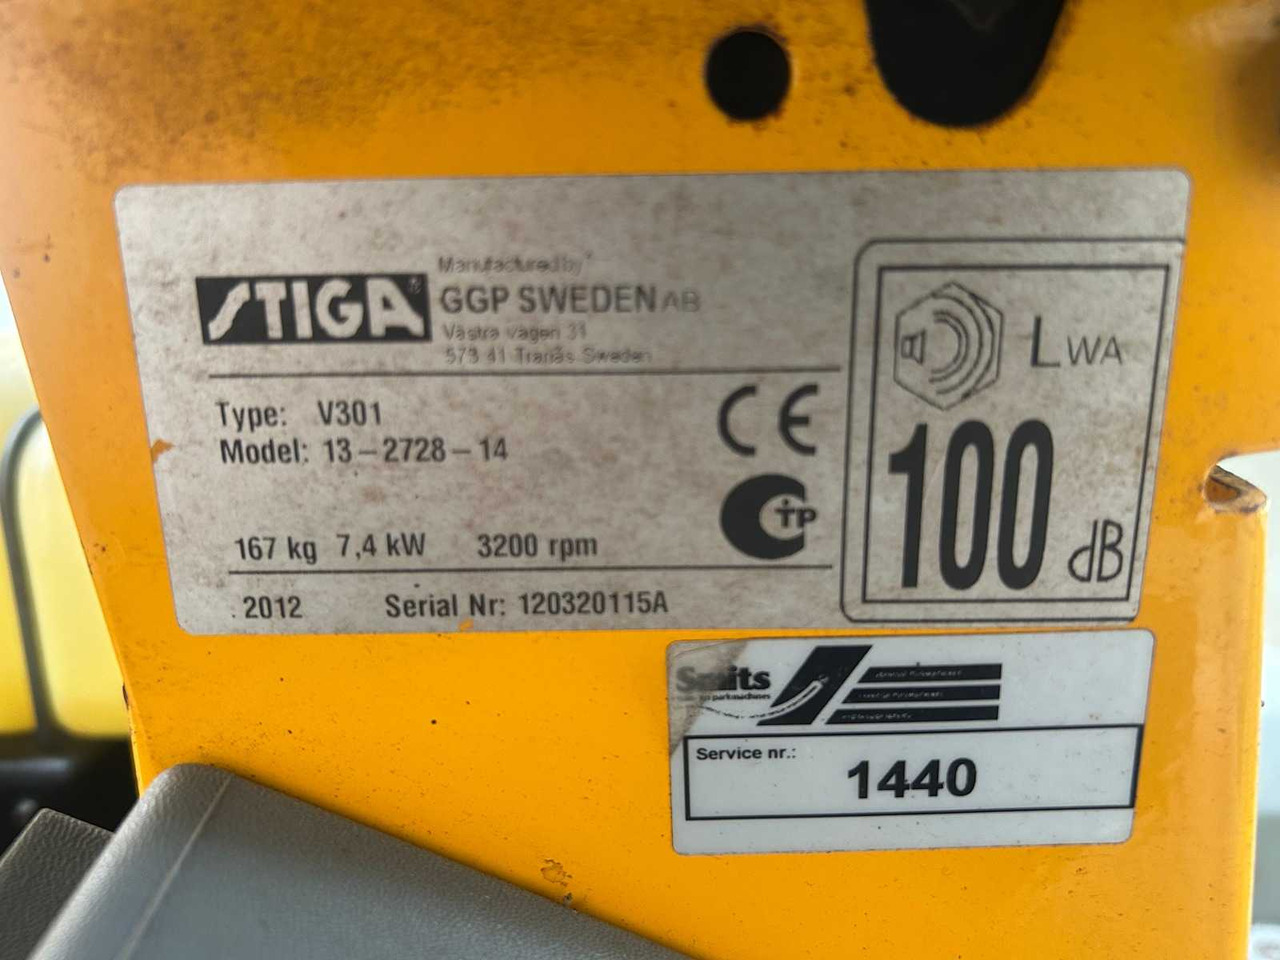 STIGA®
Manufactured by
GGP SWEDEN AB
Västra vägen 31
573 41 Tranås Sweden
Type: V301
Model: 13-2728-14
167 kg 7,4 kW 3200 rpm
. 2012 Serial Nr: 120320115A
CE
TP
LWA
100
dB
Smits
parkmachines
Service nr.:
1440